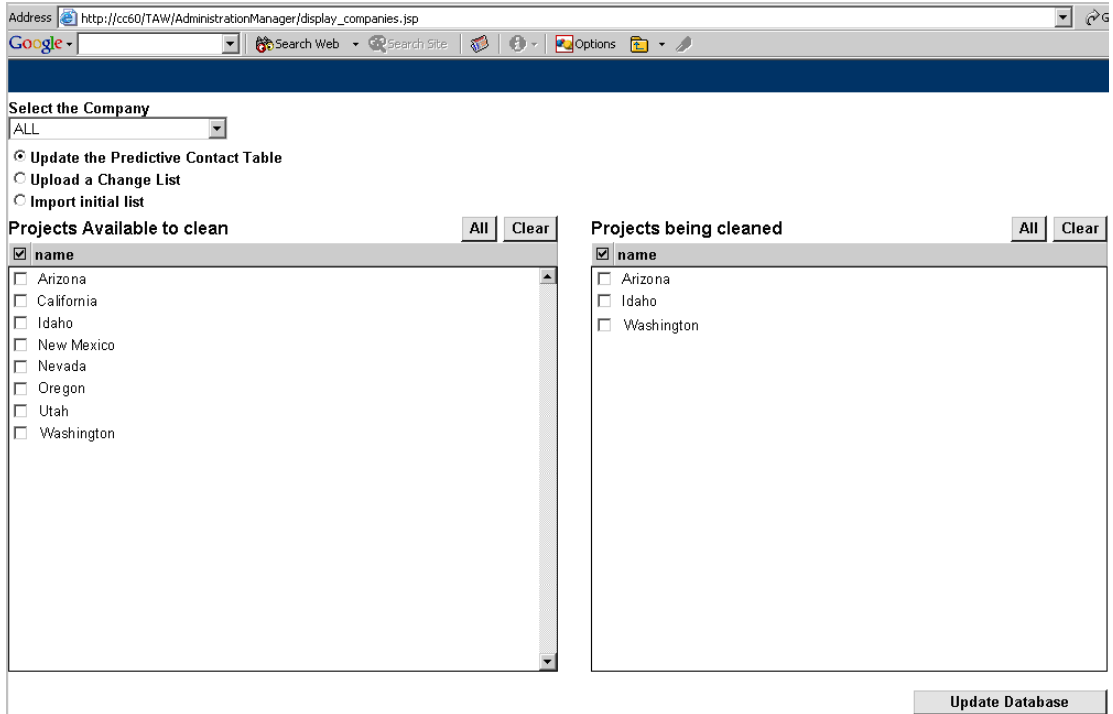 Address http://cc60/TAW/AdministrationManager/display_companies.jsp
Google Search Web Search Site Options
Select the Company
ALL
Update the Predictive Contact Table
Upload a Change List
Import initial list
Projects Available to clean All Clear
name
Arizona
California
Idaho
New Mexico
Nevada
Oregon
Utah
Washington
Projects being cleaned All Clear
name
Arizona
Idaho
Washington
Update Database